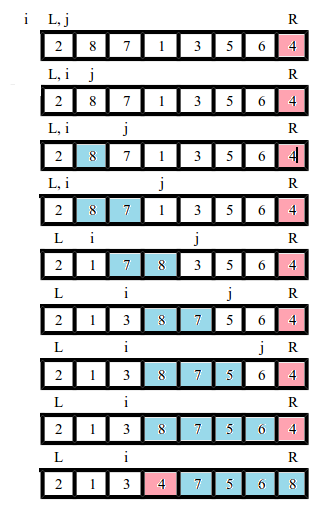 i L, j R
2 8 7 1 3 5 6 4
L, i j R
2 8 7 1 3 5 6 4
L, i j R
2 8 7 1 3 5 6 4
L, i j R
2 8 7 1 3 5 6 4
L i j R
2 1 7 8 3 5 6 4
L i j R
2 1 3 8 7 5 6 4
L i j R
2 1 3 8 7 5 6 4
L i R
2 1 3 8 7 5 6 4
L i R
2 1 3 4 7 5 6 8